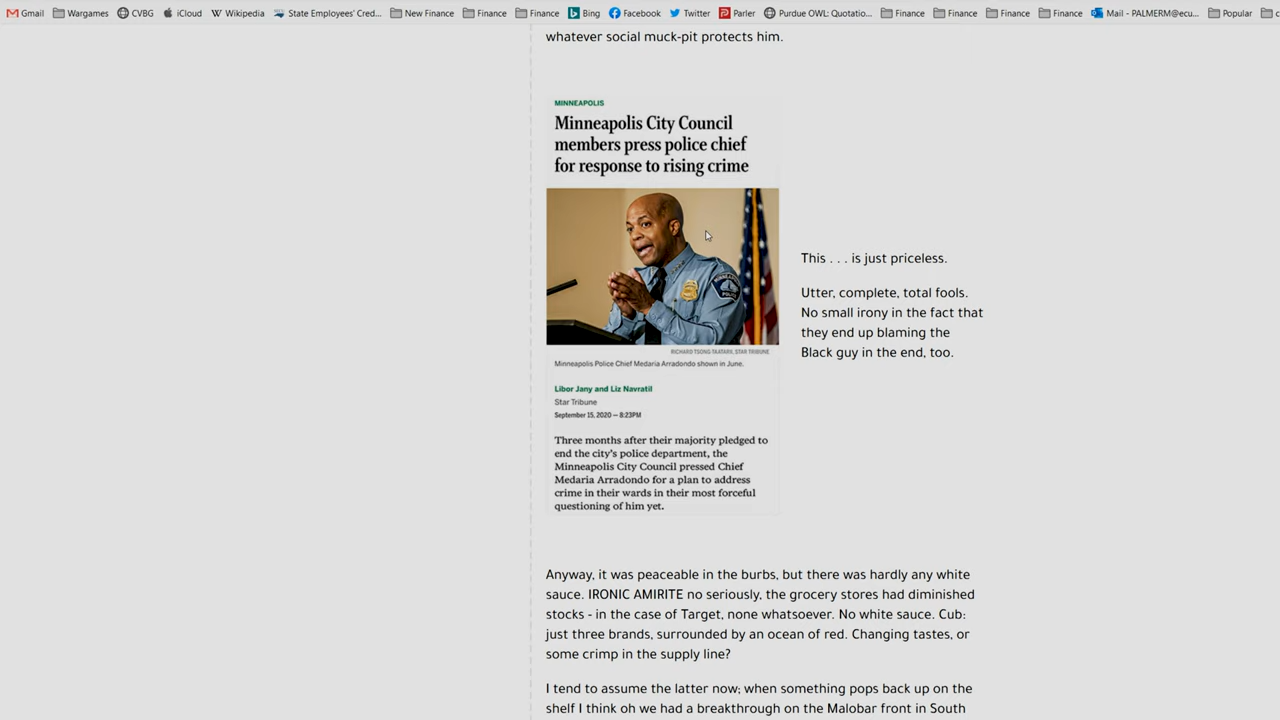 Gmail Wargames CVBG iCloud Wikipedia State Employees' Cred... New Finance Finance Finance Bing Facebook Twitter Parler Purdue OWL: Quotatio... Finance Finance Finance Finance Mail - PALMERM@ecu... Popular
whatever social muck-pit protects him.
MINNEAPOLIS
Minneapolis City Council
members press police chief
for response to rising crime
MINNEAPOLIS
POLICE
RICHARD TSONG-TAATARII, STAR TRIBUNE
Minneapolis Police Chief Medaria Arradondo shown in June.
Libor Jany and Liz Navratil
Star Tribune
September 15, 2020 — 8:23PM
Three months after their majority pledged to
end the city's police department, the
Minneapolis City Council pressed Chief
Medaria Arradondo for a plan to address
crime in their wards in their most forceful
questioning of him yet.
This . . . is just priceless.
Utter, complete, total fools.
No small irony in the fact that
they end up blaming the
Black guy in the end, too.
Anyway, it was peaceable in the burbs, but there was hardly any white
sauce. IRONIC AMIRITE no seriously, the grocery stores had diminished
stocks - in the case of Target, none whatsoever. No white sauce. Cub:
just three brands, surrounded by an ocean of red. Changing tastes, or
some crimp in the supply line?
I tend to assume the latter now; when something pops back up on the
shelf I think oh we had a breakthrough on the Malobar front in South